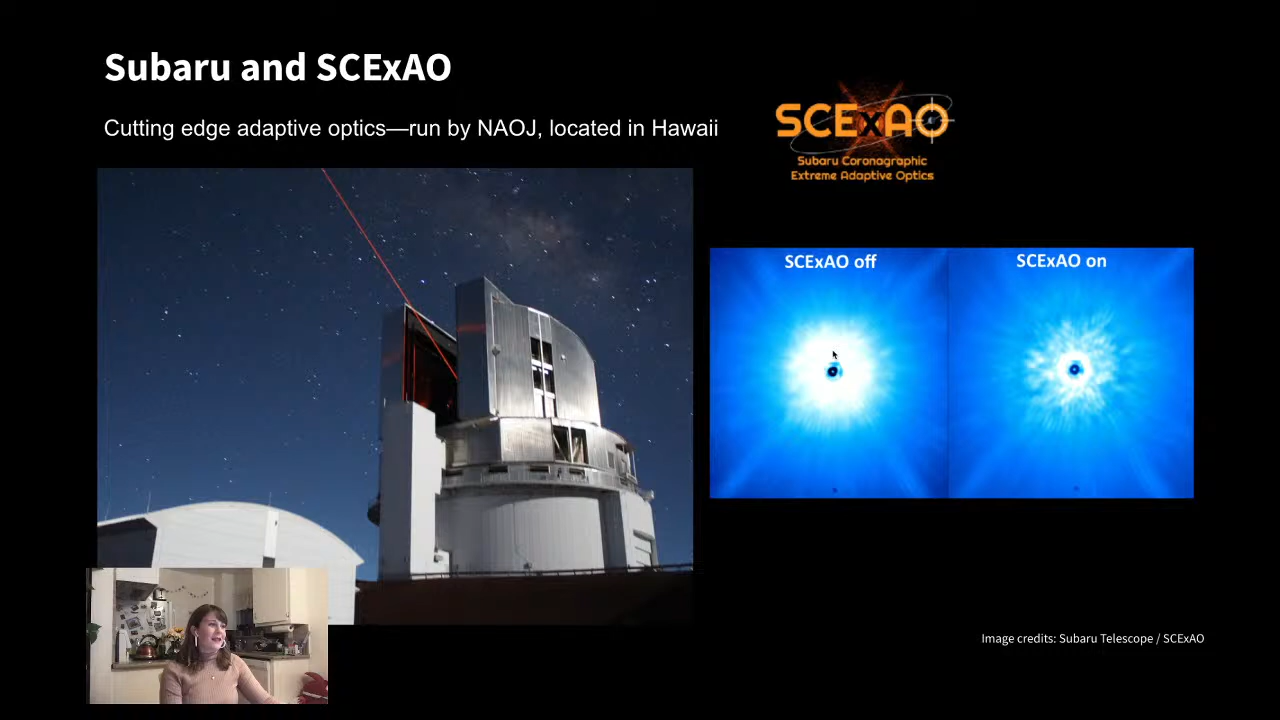 Subaru and SCExAO
Cutting edge adaptive optics—run by NAOJ, located in Hawaii
SCExAO
Subaru Coronagraphic
Extreme Adaptive Optics
SCExAO off
SCExAO on
Image credits: Subaru Telescope / SCExAO